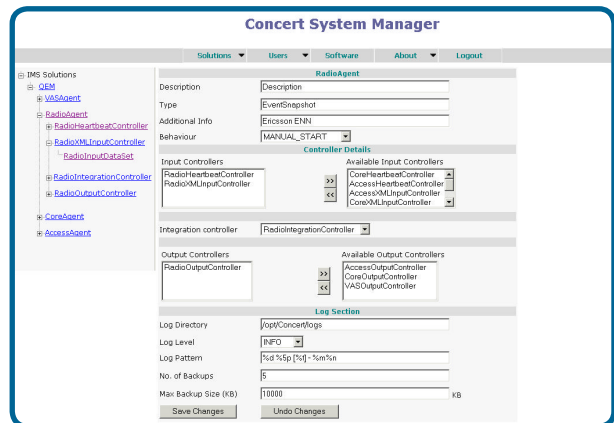 Concert System Manager
Solutions Users Software About Logout
IMS Solutions
QEM
VASAgent
RadioAgent
RadioHeartbeatController
RadioXMLInputController
RadioInputDataSet
RadioIntegrationController
RadioOutputController
CoreAgent
AccessAgent
RadioAgent
Description Description
Type EventSnapshot
Additional Info Ericsson ENN
Behaviour MANUAL_START
Controller Details
Input Controllers Available Input Controllers
RadioHeartbeatController
RadioXMLInputController
>>
<<
CoreHeartbeatController
AccessHeartbeatController
AccessXMLInputController
CoreXMLInputController
Integration controller RadioIntegrationController
Output Controllers Available Output Controllers
RadioOutputController
>>
<<
AccessOutputController
CoreOutputController
VASOutputController
Log Section
Log Directory /opt/Concert/logs
Log Level INFO
Log Pattern %d %5p [%t] - %m%n
No. of Backups 5
Max Backup Size (KB) 10000 KB
Save Changes Undo Changes